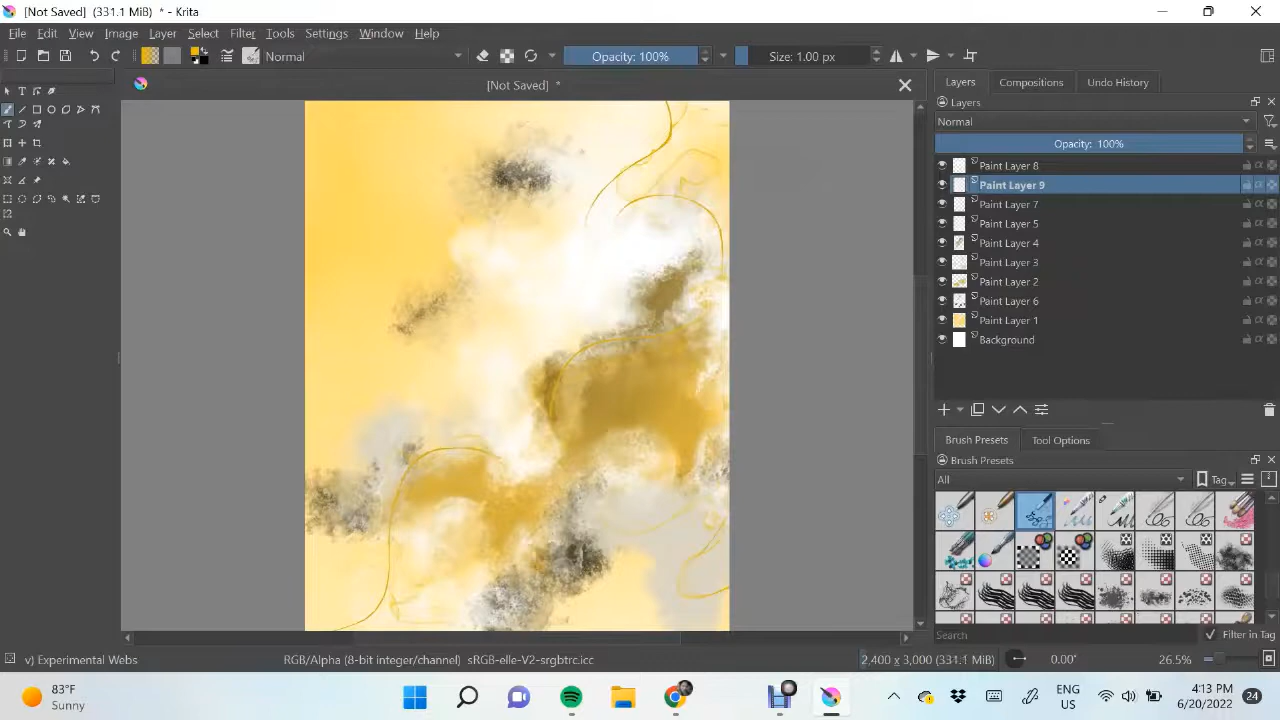 [Not Saved] (331.1 MiB) * - Krita
File Edit View Image Layer Select Filter Tools Settings Window Help
Normal
Opacity: 100%
Size: 1.00 px
[Not Saved] *
Layers Compositions Undo History
Layers
Normal
Opacity: 100%
Paint Layer 8
Paint Layer 9
Paint Layer 7
Paint Layer 5
Paint Layer 4
Paint Layer 3
Paint Layer 2
Paint Layer 6
Paint Layer 1
Background
Brush Presets Tool Options
Brush Presets
All
Tag
Search
Filter in Tag
v) Experimental Webs
RGB/Alpha (8-bit integer/channel) sRGB-elle-V2-srgbtrc.icc
2,400 x 3,000 (331.1 MiB)
0.00°
26.5%
83°F
Sunny
ENG
US
4:13 PM
6/20/2022
24